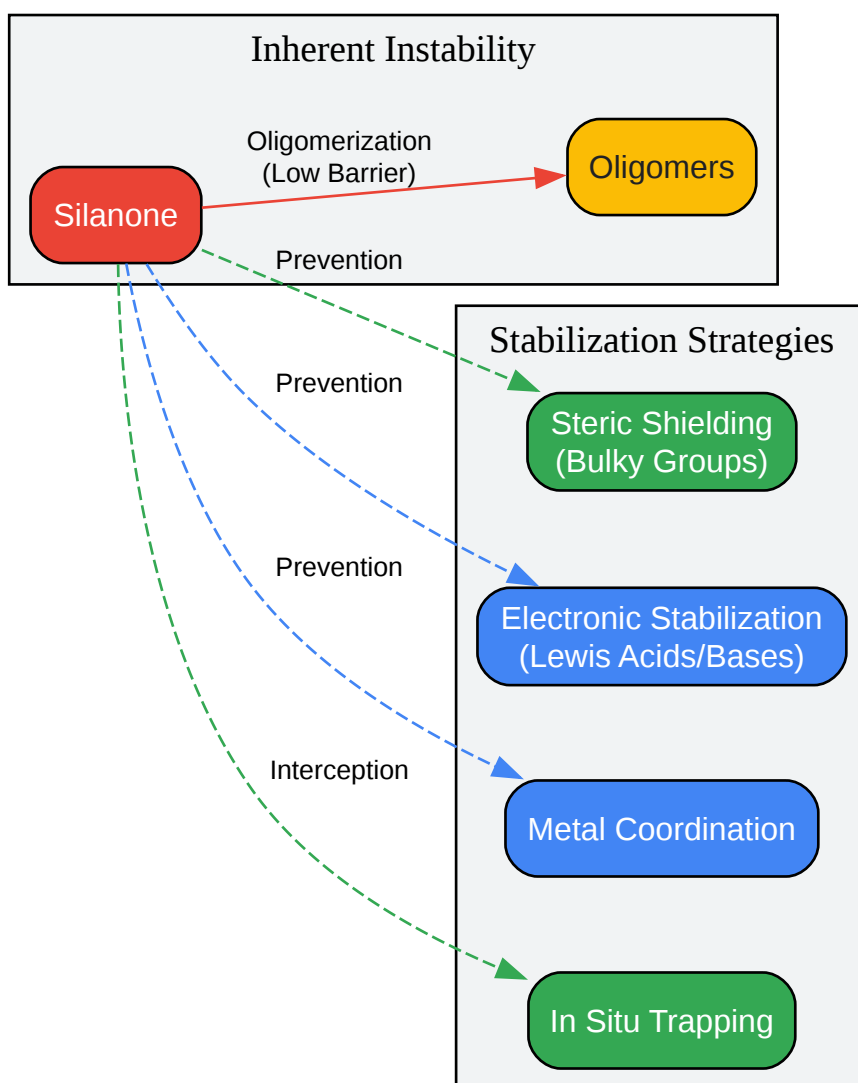 Inherent Instability
Oligomerization
(Low Barrier)
Oligomers
Silanone
Prevention
Stabilization Strategies
Prevention
Steric Shielding
(Bulky Groups)
Prevention
Electronic Stabilization
(Lewis Acids/Bases)
Interception
Metal Coordination
In Situ Trapping